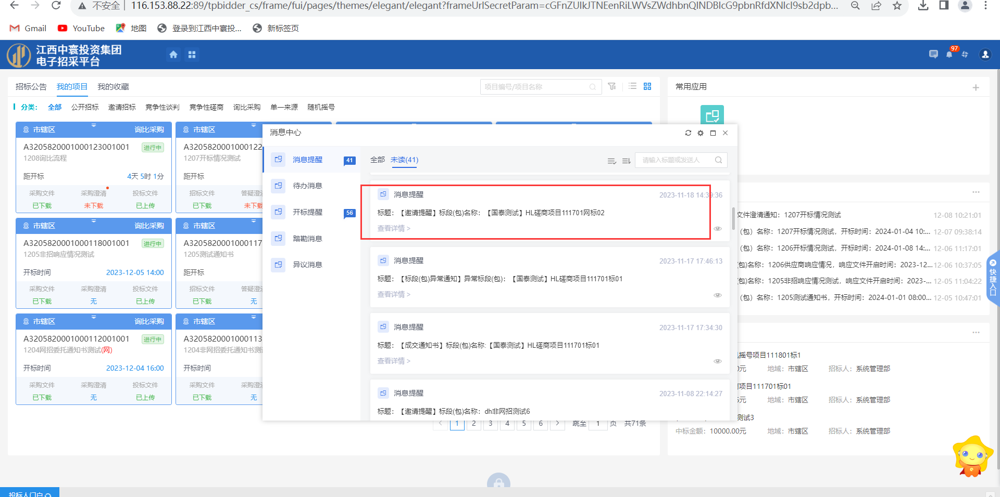 不安全 116.153.88.22:89/tpbidder_cs/frame/fui/pages/themes/elegant/elegant?frameUrlSecretParam=
Gmail YouTube 地图 登录到江西中寰投... 新标签页
江西中寰投资集团
电子招采平台
97
招标公告 我的项目 我的收藏 项目编号/项目名称
常用应用
分类： 全部 公开招标 邀请招标 竞争性谈判 竞争性磋商 询比采购 单一来源 随机摇号
市辖区 询比采购
A3205820001000123001001 进行中
1208询比流程
距开标 4天 5时 1分
采购文件 采购澄清 投标文件
已下载 未下载 已上传
市辖区
A3205820001000122
1207开标情况测试
距开标
招标文件 答疑澄清
已下载 未下载
市辖区 询比采购
A3205820001000118001001 进行中
1205非招响应情况测试
开标时间 2023-12-05 14:00
采购文件 采购澄清 投标文件
已下载 无 已上传
市辖区
A3205820001000117
1205测试通知书
距开标
招标文件 答疑澄清
已下载 无
市辖区 询比采购
A3205820001000112001001 进行中
1204网招委托通知书测试(网)
开标时间 2023-12-04 16:00
采购文件 采购澄清 投标文件
已下载 无 已上传
市辖区
A3205820001000113
1204非网招委托通知书测
开标时间
采购文件 采购澄清
已下载 无
消息中心
消息提醒 41
待办消息
开标提醒 56
踏勘消息
异议消息
全部 未读(41) 请输入标题或发送人
消息提醒 2023-11-18 14:39:36
标题：【邀请提醒】标段(包)名称：【国泰测试】HL磋商项目111701网标02
查看详情 >
消息提醒 2023-11-17 17:46:13
标题：【标段(包)异常通知】异常标段(包)：【国泰测试】HL磋商项目111701标01
查看详情 >
消息提醒 2023-11-17 17:34:30
标题：【成交通知书】标段(包)名称:【国泰测试】HL磋商项目111701标01
查看详情 >
消息提醒 2023-11-08 22:14:27
标题：【邀请提醒】标段(包)名称：dh非网招测试6
1 2 3 4 5 6 跳至 1 页 共71条
文件澄清通知：1207开标情况测试 12-08 10:21:01
（包）名称：1207开标情况测试，开标时间：2024-01-04 10:... 12-07 09:38:14
（包）名称：1206开标情况测试，开标时间：2024-01-08 14:... 12-06 11:17:01
(包)名称：1206供应商响应情况，响应文件开启时间：2023-12... 12-06 10:37:05
(包)名称：1205非招响应情况测试，响应文件开启时间：2023-... 12-05 11:04:22
（包）名称：1205测试通知书，开标时间：2024-01-01 08:00... 12-05 10:47:01
快捷入口
摇号项目111801标1
元 地域：市辖区 招标人：系统管理部
项目111701标01
元 地域：市辖区 招标人：系统管理部
测试3
中标金额：10000.00元 地域：市辖区 招标人：系统管理部
投标人门户